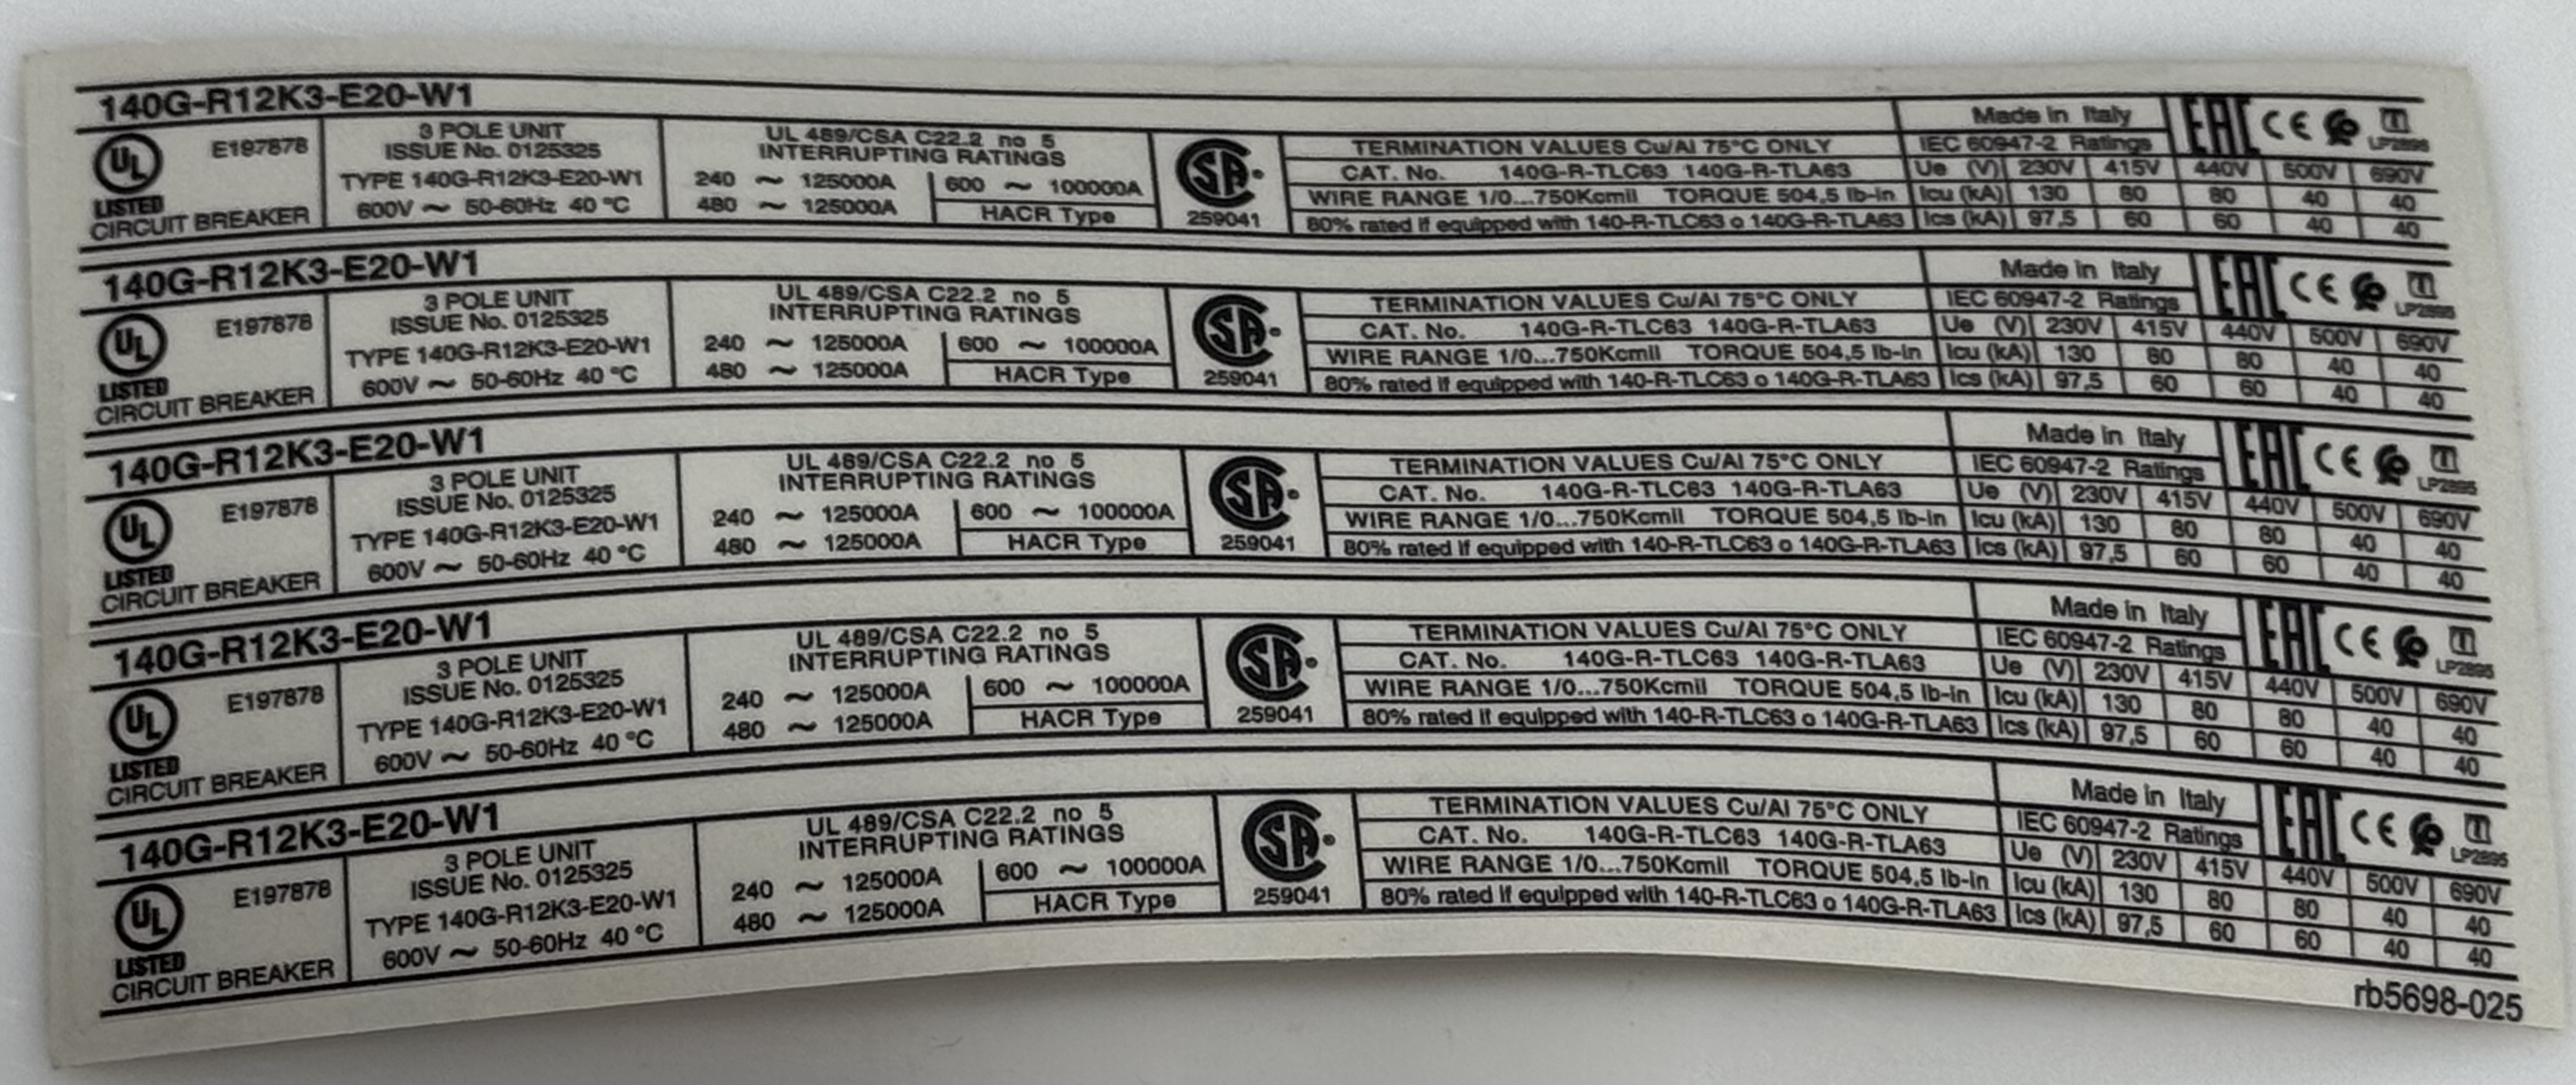 140G-R12K3-E20-W1
UL LISTED
CIRCUIT BREAKER
E197878
3 POLE UNIT
ISSUE No. 0125325
TYPE 140G-R12K3-E20-W1
600V ~ 50-60Hz 40 °C
UL 489/CSA C22.2 no 5
INTERRUPTING RATINGS
240 ~ 125000A
480 ~ 125000A
600 ~ 100000A
HACR Type
SA
259041
TERMINATION VALUES Cu/Al 75°C ONLY
CAT. No. 140G-R-TLC63 140G-R-TLA63
WIRE RANGE 1/0...750Kcmil TORQUE 504,5 lb-in
80% rated if equipped with 140-R-TLC63 o 140G-R-TLA63
Made in Italy
IEC 60947-2 Ratings
EAC CE
LP2895
Ue (V) 230V 415V 440V 500V 690V
Icu (kA) 130 80 80 40 40
Ics (kA) 97,5 60 60 40 40
140G-R12K3-E20-W1
UL LISTED
CIRCUIT BREAKER
E197878
3 POLE UNIT
ISSUE No. 0125325
TYPE 140G-R12K3-E20-W1
600V ~ 50-60Hz 40 °C
UL 489/CSA C22.2 no 5
INTERRUPTING RATINGS
240 ~ 125000A
480 ~ 125000A
600 ~ 100000A
HACR Type
SA
259041
TERMINATION VALUES Cu/Al 75°C ONLY
CAT. No. 140G-R-TLC63 140G-R-TLA63
WIRE RANGE 1/0...750Kcmil TORQUE 504,5 lb-in
80% rated if equipped with 140-R-TLC63 o 140G-R-TLA63
Made in Italy
IEC 60947-2 Ratings
EAC CE
LP2895
Ue (V) 230V 415V 440V 500V 690V
Icu (kA) 130 80 80 40 40
Ics (kA) 97,5 60 60 40 40
140G-R12K3-E20-W1
UL LISTED
CIRCUIT BREAKER
E197878
3 POLE UNIT
ISSUE No. 0125325
TYPE 140G-R12K3-E20-W1
600V ~ 50-60Hz 40 °C
UL 489/CSA C22.2 no 5
INTERRUPTING RATINGS
240 ~ 125000A
480 ~ 125000A
600 ~ 100000A
HACR Type
SA
259041
TERMINATION VALUES Cu/Al 75°C ONLY
CAT. No. 140G-R-TLC63 140G-R-TLA63
WIRE RANGE 1/0...750Kcmil TORQUE 504,5 lb-in
80% rated if equipped with 140-R-TLC63 o 140G-R-TLA63
Made in Italy
IEC 60947-2 Ratings
EAC CE
LP2895
Ue (V) 230V 415V 440V 500V 690V
Icu (kA) 130 80 80 40 40
Ics (kA) 97,5 60 60 40 40
140G-R12K3-E20-W1
UL LISTED
CIRCUIT BREAKER
E197878
3 POLE UNIT
ISSUE No. 0125325
TYPE 140G-R12K3-E20-W1
600V ~ 50-60Hz 40 °C
UL 489/CSA C22.2 no 5
INTERRUPTING RATINGS
240 ~ 125000A
480 ~ 125000A
600 ~ 100000A
HACR Type
SA
259041
TERMINATION VALUES Cu/Al 75°C ONLY
CAT. No. 140G-R-TLC63 140G-R-TLA63
WIRE RANGE 1/0...750Kcmil TORQUE 504,5 lb-in
80% rated if equipped with 140-R-TLC63 o 140G-R-TLA63
Made in Italy
IEC 60947-2 Ratings
EAC CE
LP2895
Ue (V) 230V 415V 440V 500V 690V
Icu (kA) 130 80 80 40 40
Ics (kA) 97,5 60 60 40 40
140G-R12K3-E20-W1
UL LISTED
CIRCUIT BREAKER
E197878
3 POLE UNIT
ISSUE No. 0125325
TYPE 140G-R12K3-E20-W1
600V ~ 50-60Hz 40 °C
UL 489/CSA C22.2 no 5
INTERRUPTING RATINGS
240 ~ 125000A
480 ~ 125000A
600 ~ 100000A
HACR Type
SA
259041
TERMINATION VALUES Cu/Al 75°C ONLY
CAT. No. 140G-R-TLC63 140G-R-TLA63
WIRE RANGE 1/0...750Kcmil TORQUE 504,5 lb-in
80% rated if equipped with 140-R-TLC63 o 140G-R-TLA63
Made in Italy
IEC 60947-2 Ratings
EAC CE
LP2895
Ue (V) 230V 415V 440V 500V 690V
Icu (kA) 130 80 80 40 40
Ics (kA) 97,5 60 60 40 40
rb5698-025